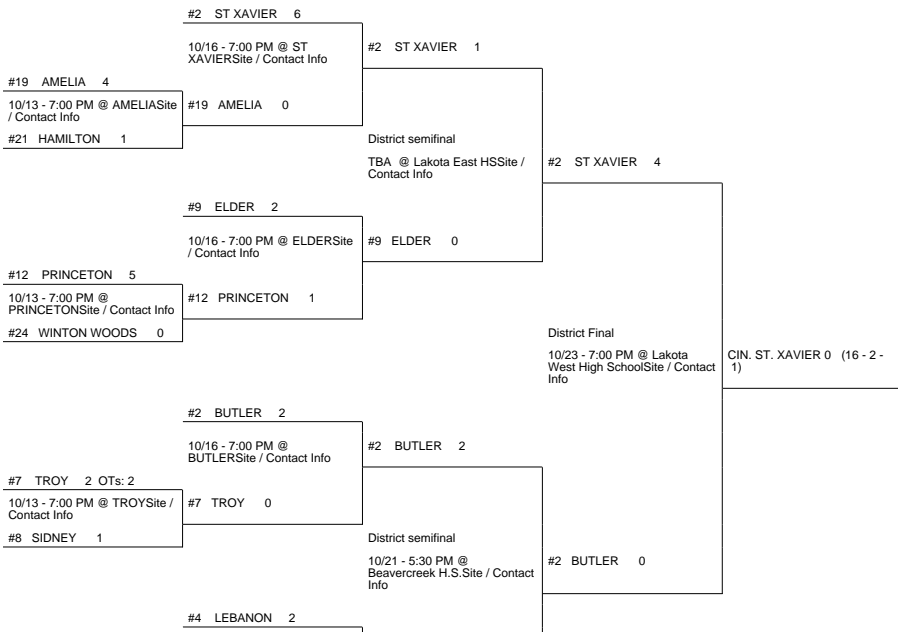 #2 ST XAVIER 6
10/16 - 7:00 PM @ ST
XAVIERSite / Contact Info
#2 ST XAVIER 1
#19 AMELIA 4
10/13 - 7:00 PM @ AMELIASite
/ Contact Info
#19 AMELIA 0
#21 HAMILTON 1
District semifinal
TBA @ Lakota East HSSite /
Contact Info
#2 ST XAVIER 4
#9 ELDER 2
10/16 - 7:00 PM @ ELDERSite
/ Contact Info
#9 ELDER 0
#12 PRINCETON 5
10/13 - 7:00 PM @
PRINCETONSite / Contact Info
#12 PRINCETON 1
#24 WINTON WOODS 0
District Final
10/23 - 7:00 PM @ Lakota
West High SchoolSite / Contact
Info
CIN. ST. XAVIER 0 (16 - 2 -
1)
#2 BUTLER 2
10/16 - 7:00 PM @
BUTLERSite / Contact Info
#2 BUTLER 2
#7 TROY 2 OTs: 2
10/13 - 7:00 PM @ TROYSite /
Contact Info
#7 TROY 0
#8 SIDNEY 1
District semifinal
10/21 - 5:30 PM @
Beavercreek H.S.Site / Contact
Info
#2 BUTLER 0
#4 LEBANON 2